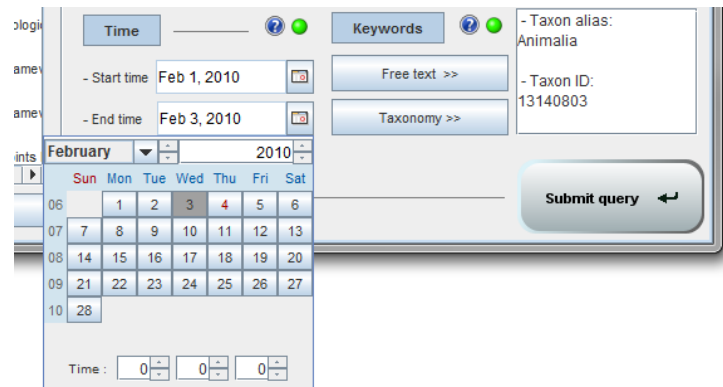 Time
Keywords
- Taxon alias:
Animalia
- Start time Feb 1, 2010
Free text >>
- Taxon ID:
13140803
- End time Feb 3, 2010
Taxonomy >>
February 2010
Sun Mon Tue Wed Thu Fri Sat
06 1 2 3 4 5 6
07 7 8 9 10 11 12 13
08 14 15 16 17 18 19 20
09 21 22 23 24 25 26 27
10 28
Time : 0 0 0
Submit query